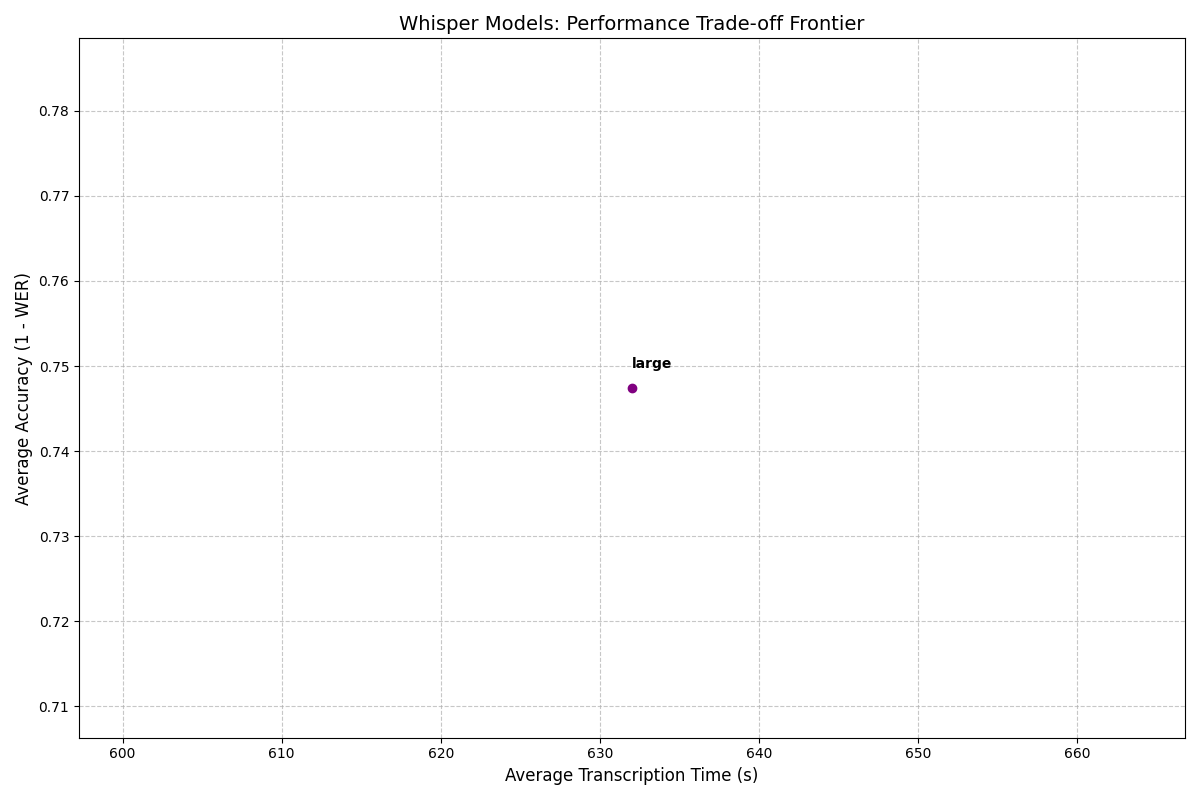 Whisper Models: Performance Trade-off Frontier
Average Accuracy (1 - WER)
0.78
0.77
0.76
0.75
0.74
0.73
0.72
0.71
large
600 610 620 630 640 650 660
Average Transcription Time (s)